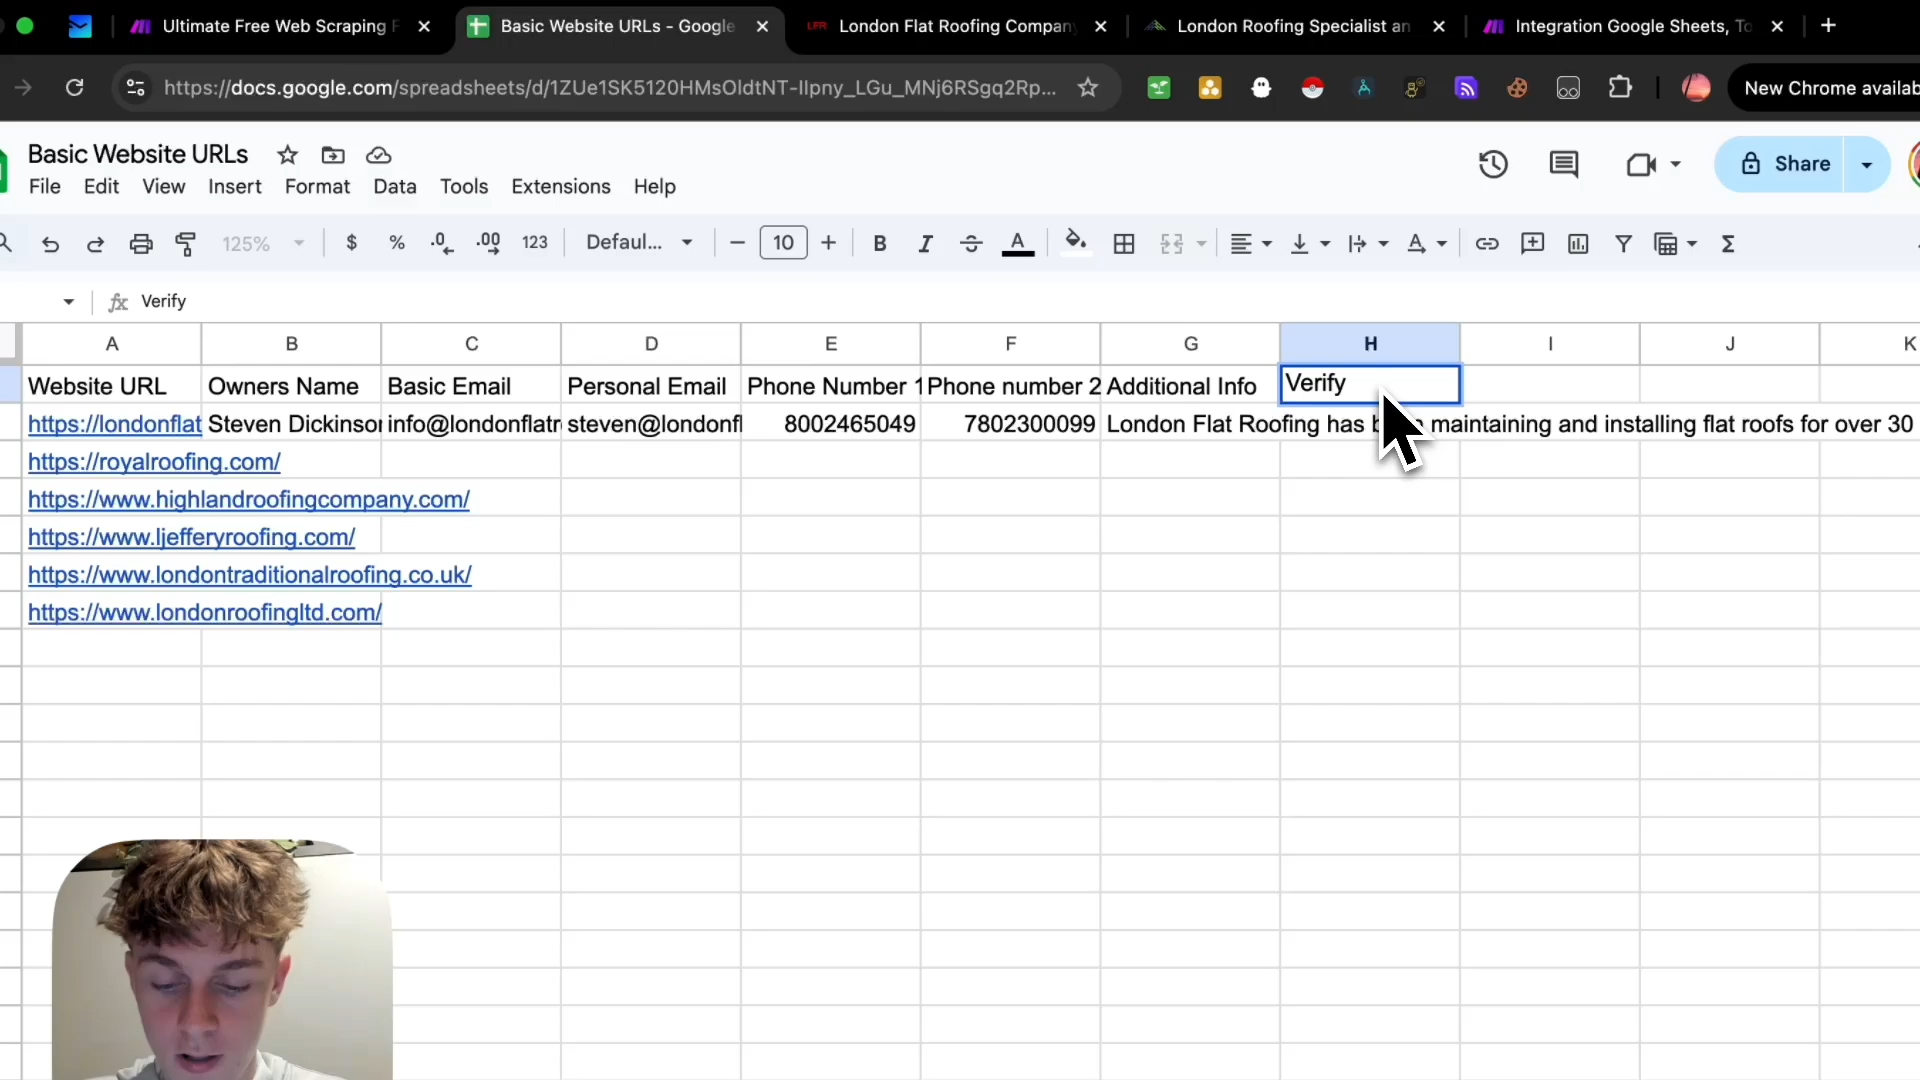 Ultimate Free Web Scraping F
Basic Website URLs - Google
LFR London Flat Roofing Company
London Roofing Specialist an
Integration Google Sheets, To
https://docs.google.com/spreadsheets/d/1ZUe1SK5120HMsOldtNT-IIpny_LGu_MNj6RSgq2Rp...
New Chrome availab
Basic Website URLs
Share
File Edit View Insert Format Data Tools Extensions Help
125% $ % .0 .00 123 Defaul... 10 B I A
fx Verify
A B C D E F G H I J K
Website URL Owners Name Basic Email Personal Email Phone Number 1 Phone number 2 Additional Info Verify
https://londonflat Steven Dickinson info@londonflatr steven@londonfl 8002465049 7802300099 London Flat Roofing has maintaining and installing flat roofs for over 30
https://royalroofing.com/
https://www.highlandroofingcompany.com/
https://www.ljefferyroofing.com/
https://www.londontraditionalroofing.co.uk/
https://www.londonroofingltd.com/